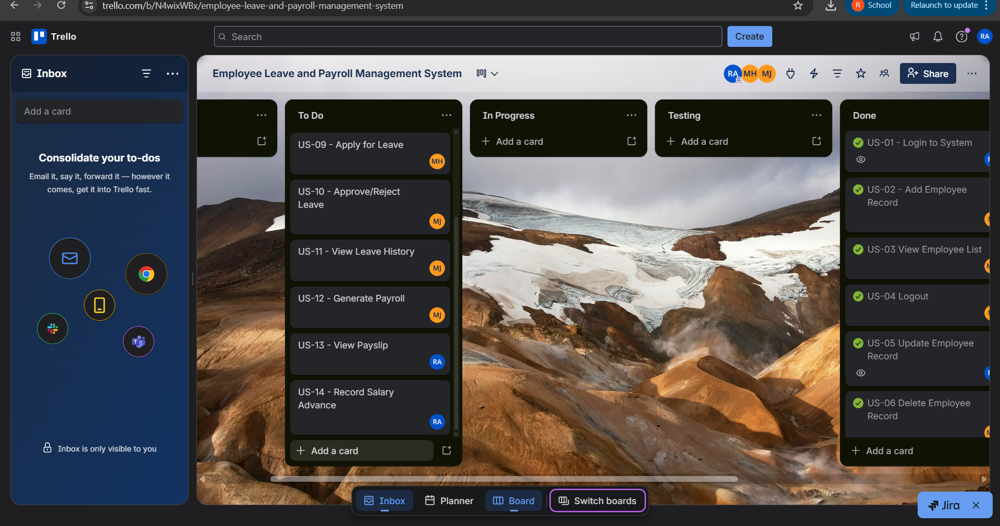 trello.com/b/N4wixWBx/employee-leave-and-payroll-management-system
R School
Relaunch to update
Trello
Search
Create
RA
Inbox
Add a card
Consolidate your to-dos
Email it, say it, forward it — however it
comes, get it into Trello fast.
Inbox is only visible to you
Employee Leave and Payroll Management System
RA MH MJ
Share
To Do
US-09 - Apply for Leave
MH
US-10 - Approve/Reject
Leave
MJ
US-11 - View Leave History
MJ
US-12 - Generate Payroll
MJ
US-13 - View Payslip
RA
US-14 - Record Salary
Advance
RA
Add a card
In Progress
Add a card
Testing
Add a card
Done
US-01 - Login to System
US-02 - Add Employee
Record
US-03 View Employee List
US-04 Logout
US-05 Update Employee
Record
US-06 Delete Employee
Record
Add a card
Inbox
Planner
Board
Switch boards
Jira